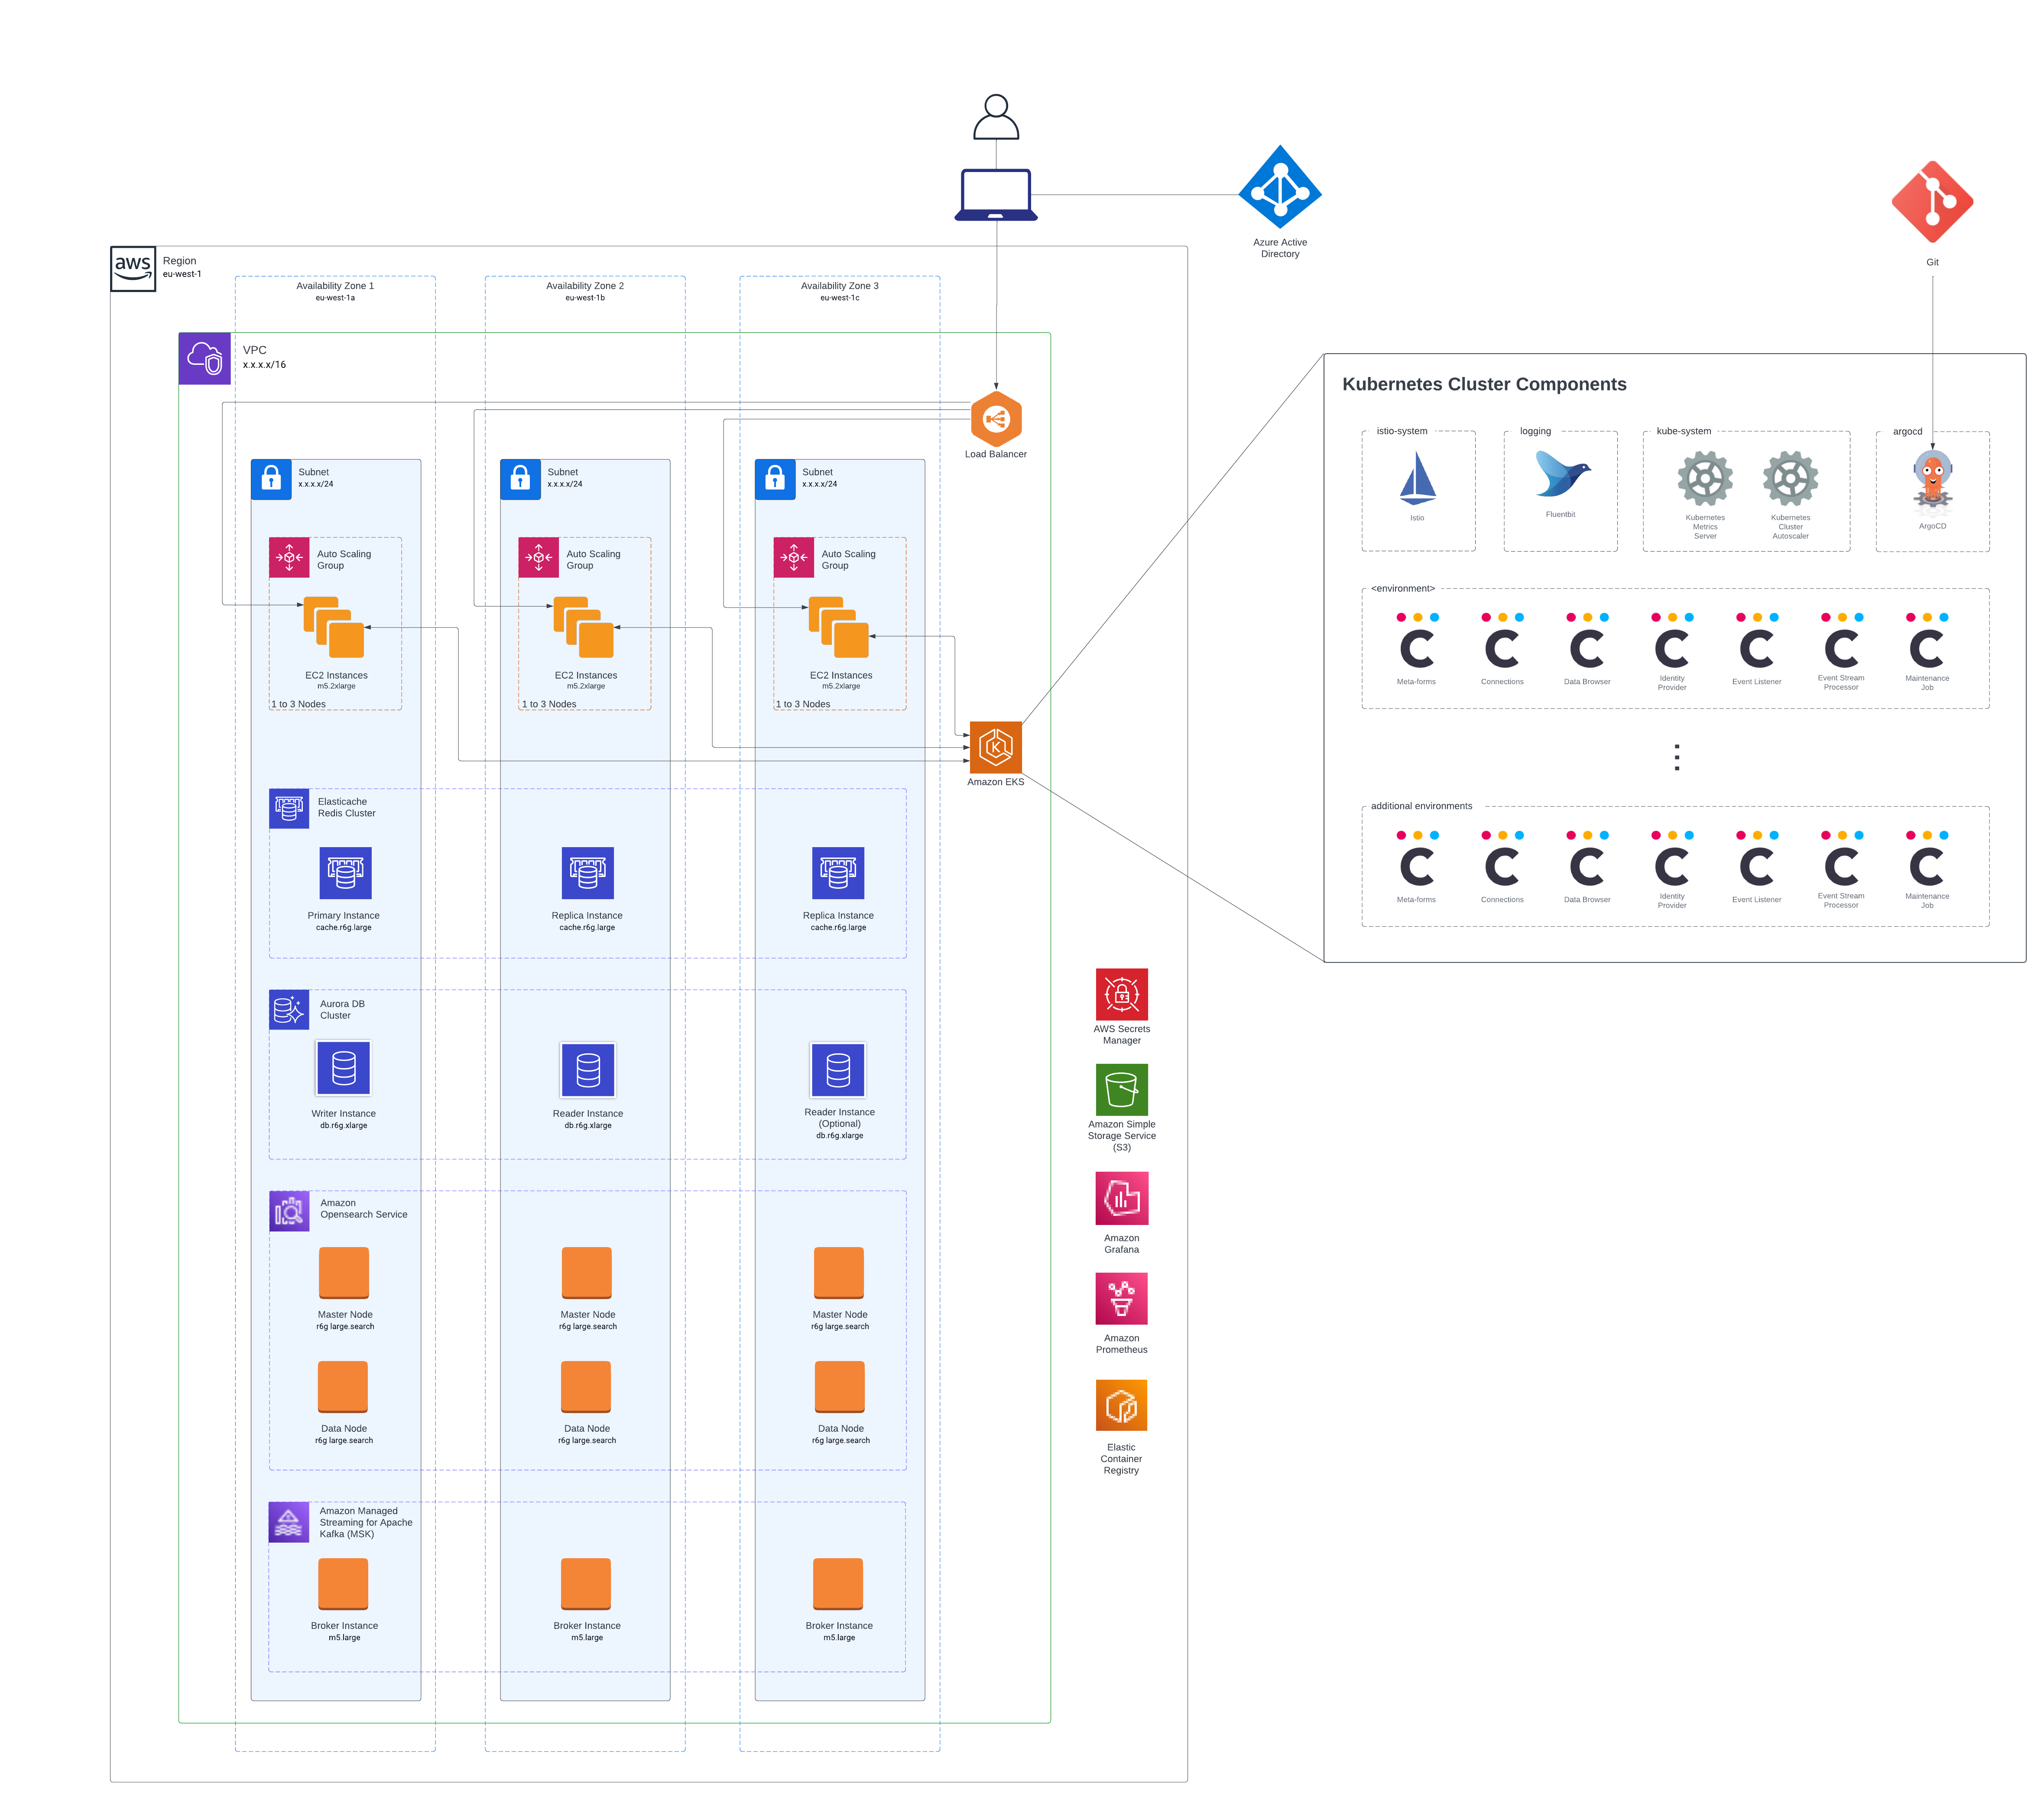 Azure Active
Directory
Git
aws
Region
eu-west-1
Availability Zone 1
eu-west-1a
Availability Zone 2
eu-west-1b
Availability Zone 3
eu-west-1c
VPC
x.x.x.x/16
Load Balancer
Subnet
x.x.x.x/24
Subnet
x.x.x.x/24
Subnet
x.x.x.x/24
Auto Scaling
Group
Auto Scaling
Group
Auto Scaling
Group
EC2 Instances
m5.2xlarge
EC2 Instances
m5.2xlarge
EC2 Instances
m5.2xlarge
1 to 3 Nodes
1 to 3 Nodes
1 to 3 Nodes
K
Amazon EKS
Elasticache
Redis Cluster
Primary Instance
cache.r6g.large
Replica Instance
cache.r6g.large
Replica Instance
cache.r6g.large
Aurora DB
Cluster
Writer Instance
db.r6g.xlarge
Reader Instance
db.r6g.xlarge
Reader Instance
(Optional)
db.r6g.xlarge
Amazon
Opensearch Service
Master Node
r6g large.search
Master Node
r6g large.search
Master Node
r6g large.search
Data Node
r6g large.search
Data Node
r6g large.search
Data Node
r6g large.search
Amazon Managed
Streaming for Apache
Kafka (MSK)
Broker Instance
m5.large
Broker Instance
m5.large
Broker Instance
m5.large
AWS Secrets
Manager
Amazon Simple
Storage Service
(S3)
Amazon
Grafana
Amazon
Prometheus
Elastic
Container
Registry
Kubernetes Cluster Components
istio-system
Istio
logging
Fluentbit
kube-system
Kubernetes
Metrics
Server
Kubernetes
Cluster
Autoscaler
argocd
ArgoCD
<environment>
Meta-forms
Connections
Data Browser
Identity
Provider
Event Listener
Event Stream
Processor
Maintenance
Job
additional environments
Meta-forms
Connections
Data Browser
Identity
Provider
Event Listener
Event Stream
Processor
Maintenance
Job